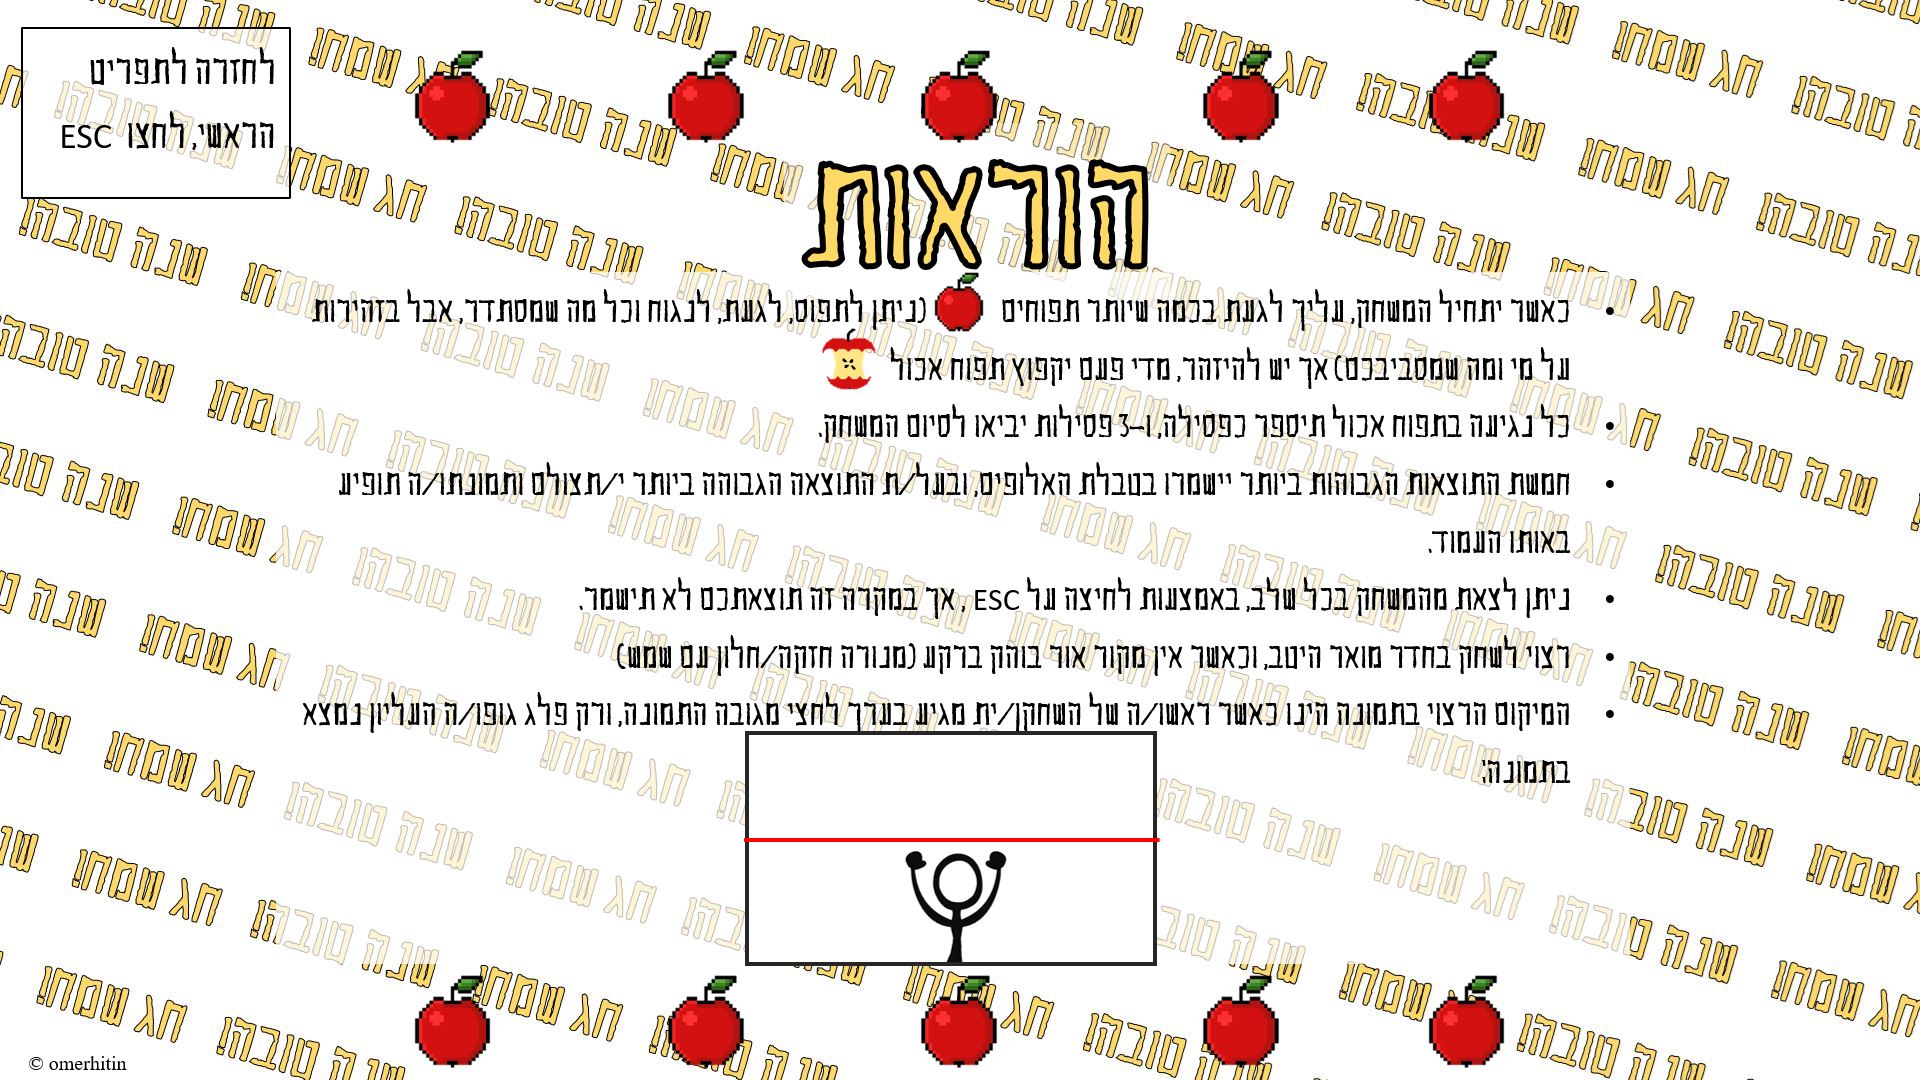 לחזרה לתפריט
הראשי, לחצו ESC
הוראות
כאשר יתחיל המשחק, עליך לגעת בכמה שיותר תפוחים (ניתן לתפוס, לגעת, לנגוח וכל מה שמסתדר, אבל בזהירות
על מי ומה שמסביבכם) אך יש להיזהר, מדי פעם יקפוץ תפוח אכול
כל נגיעה בתפוח אכול תיספר כפסילה, ו-3 פסילות יביאו לסיום המשחק.
חמשת התוצאות הגבוהות ביותר יישמרו בטבלת האלופים, ובעל/ת התוצאה הגבוהה ביותר י/תצולם ותמונתו/ה תופיע
באותו העמוד.
ניתן לצאת מהמשחק בכל שלב, באמצעות לחיצה על ESC , אך במקרה זה תוצאתכם לא תישמר.
רצוי לשחק בחדר מואר היטב, וכאשר אין מקור אור בוהק ברקע (מנורה חזקה/חלון עם שמש)
המיקום הרצוי בתמונה הינו כאשר ראשו/ה של השחקן/ית מגיע בערך לחצי מגובה התמונה, ורק פלג גופו/ה העליון נמצא
בתמונה:
שנה טובה! חג שמח!
© omerhitin